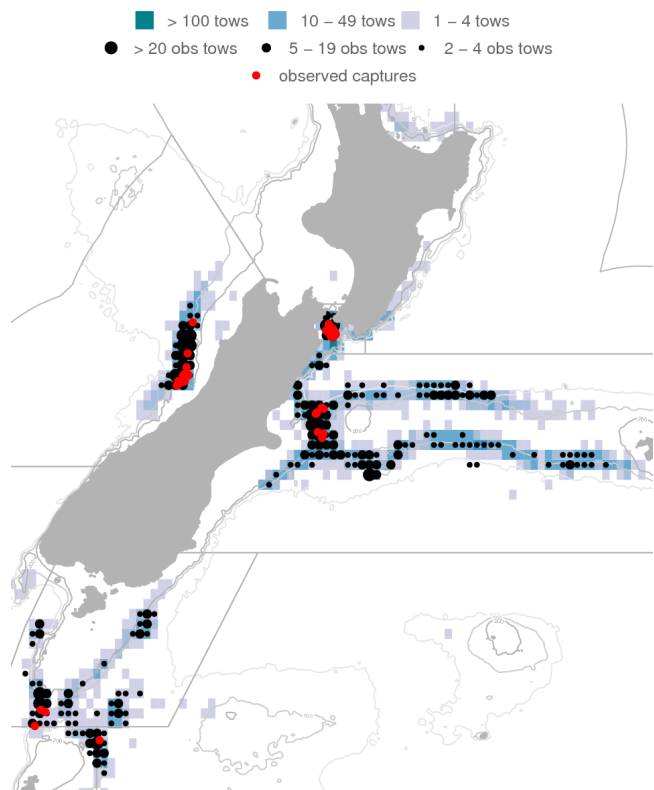 > 100 tows 10 – 49 tows 1 – 4 tows
> 20 obs tows 5 – 19 obs tows 2 – 4 obs tows
observed captures